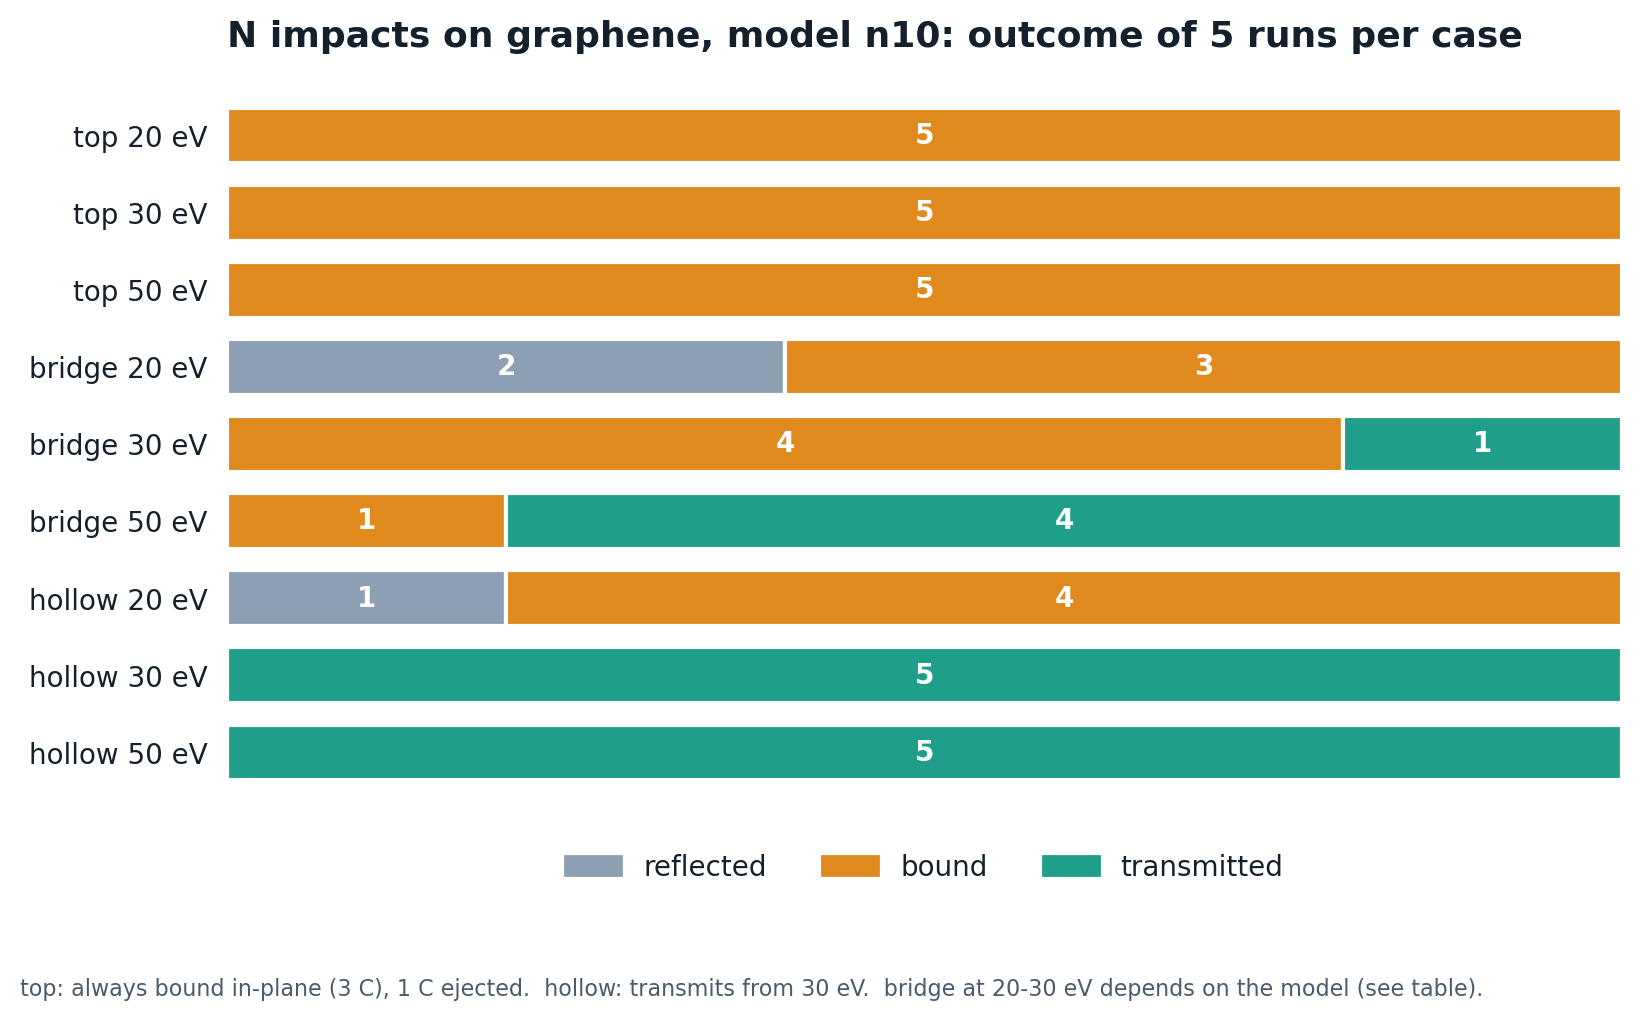 N impacts on graphene, model n10: outcome of 5 runs per case
top 20 eV 5
top 30 eV 5
top 50 eV 5
bridge 20 eV 2 3
bridge 30 eV 4 1
bridge 50 eV 1 4
hollow 20 eV 1 4
hollow 30 eV 5
hollow 50 eV 5
reflected bound transmitted
top: always bound in-plane (3 C), 1 C ejected.  hollow: transmits from 30 eV.  bridge at 20-30 eV depends on the model (see table).